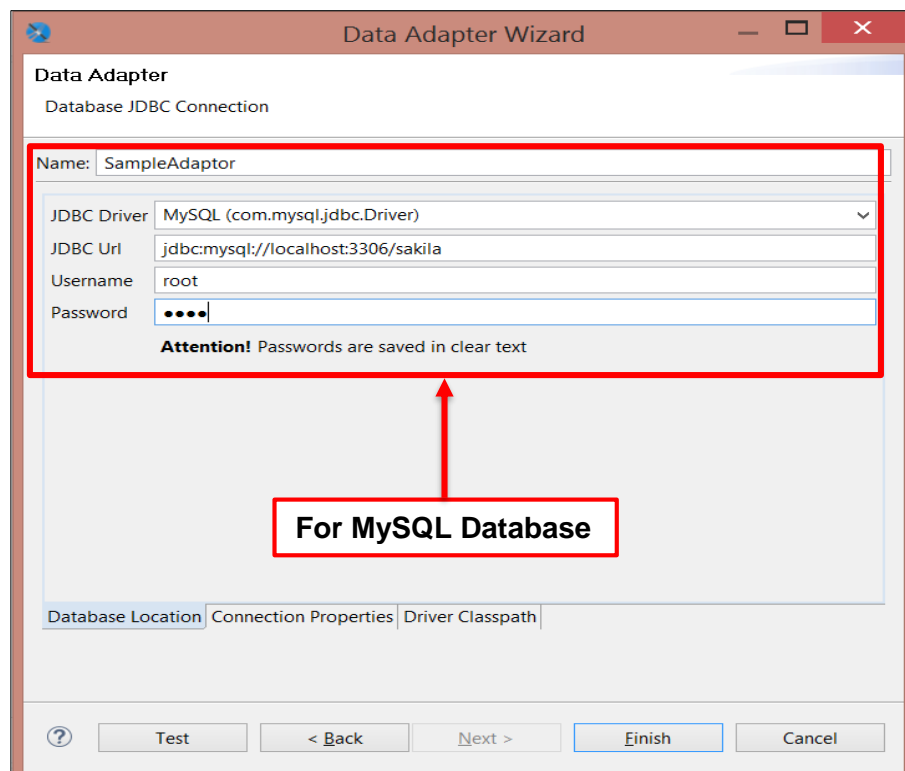 Data Adapter Wizard
Data Adapter
Database JDBC Connection
Name: SampleAdaptor
JDBC Driver MySQL (com.mysql.jdbc.Driver)
JDBC Url jdbc:mysql://localhost:3306/sakila
Username root
Password ●●●●
Attention! Passwords are saved in clear text
For MySQL Database
Database Location Connection Properties Driver Classpath
? Test < Back Next > Finish Cancel